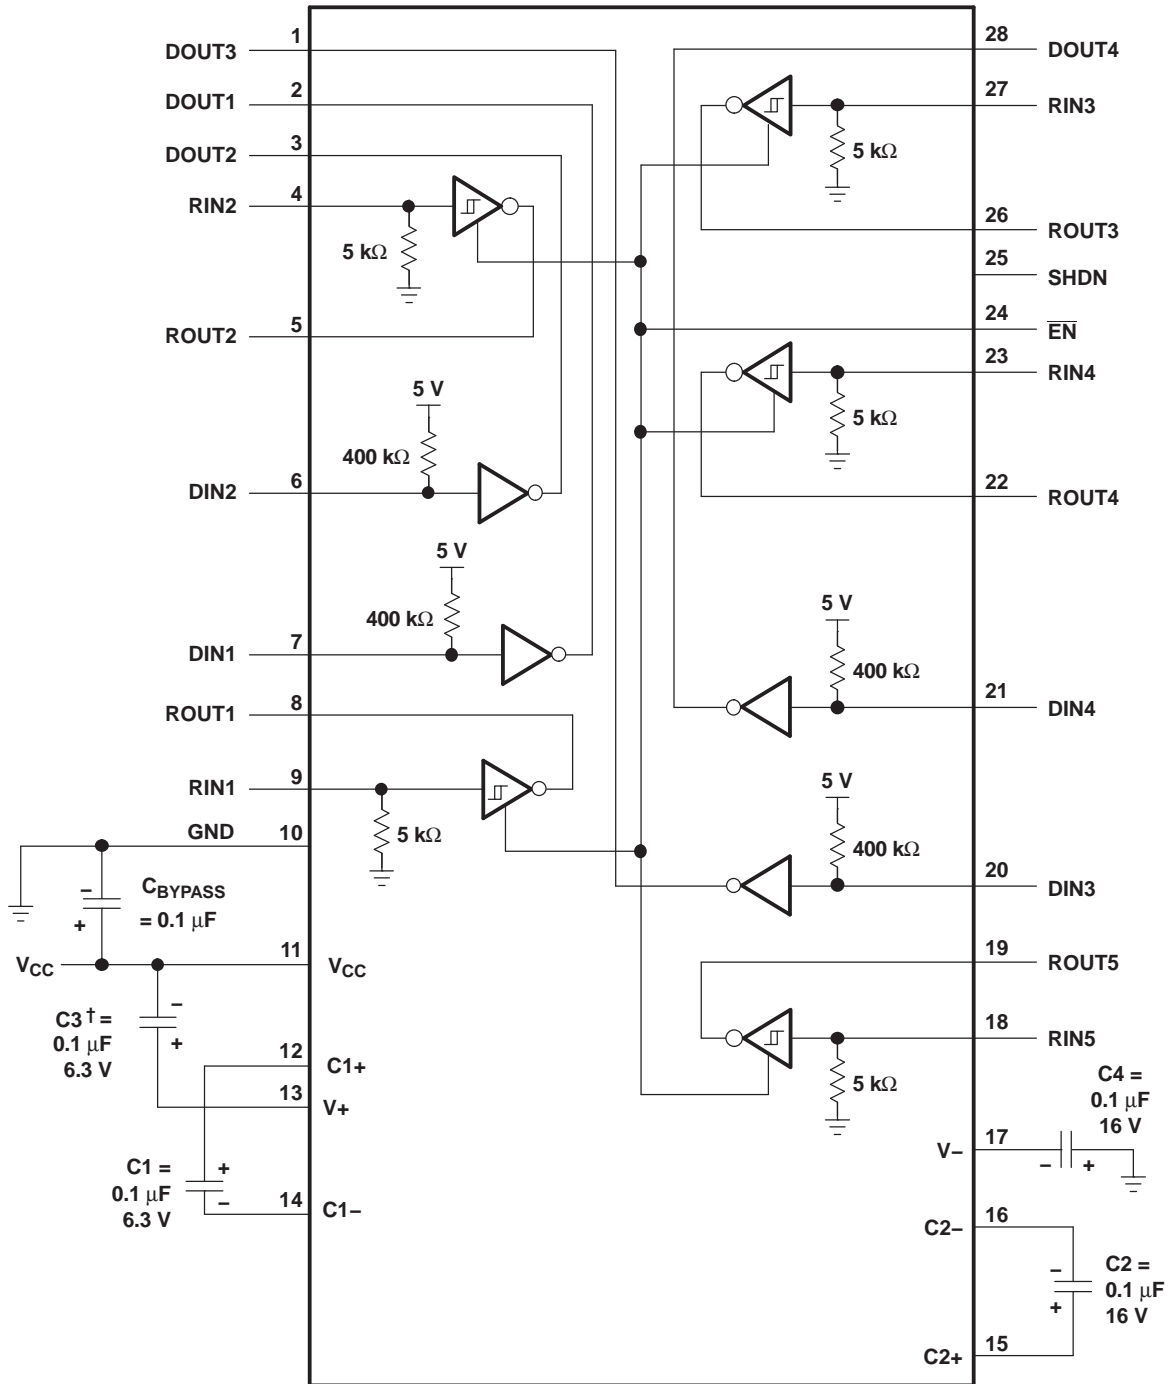 1
DOUT3
2
DOUT1
3
DOUT2
4
RIN2
5 kΩ
5
ROUT2
5 V
400 kΩ
6
DIN2
5 V
400 kΩ
7
DIN1
8
ROUT1
9
RIN1
5 kΩ
GND
10
–
CBYPASS
= 0.1 µF
+
11
VCC
VCC
–
C3† =
0.1 µF
6.3 V
+
12
C1+
13
V+
C1 =
0.1 µF
6.3 V
+
–
14
C1–
28
DOUT4
27
RIN3
5 kΩ
26
ROUT3
25
SHDN
24
EN
23
RIN4
5 kΩ
22
ROUT4
5 V
400 kΩ
21
DIN4
5 V
400 kΩ
20
DIN3
19
ROUT5
18
RIN5
5 kΩ
C4 =
0.1 µF
16 V
17
V–
–
+
16
C2–
–
C2 =
0.1 µF
16 V
+
15
C2+